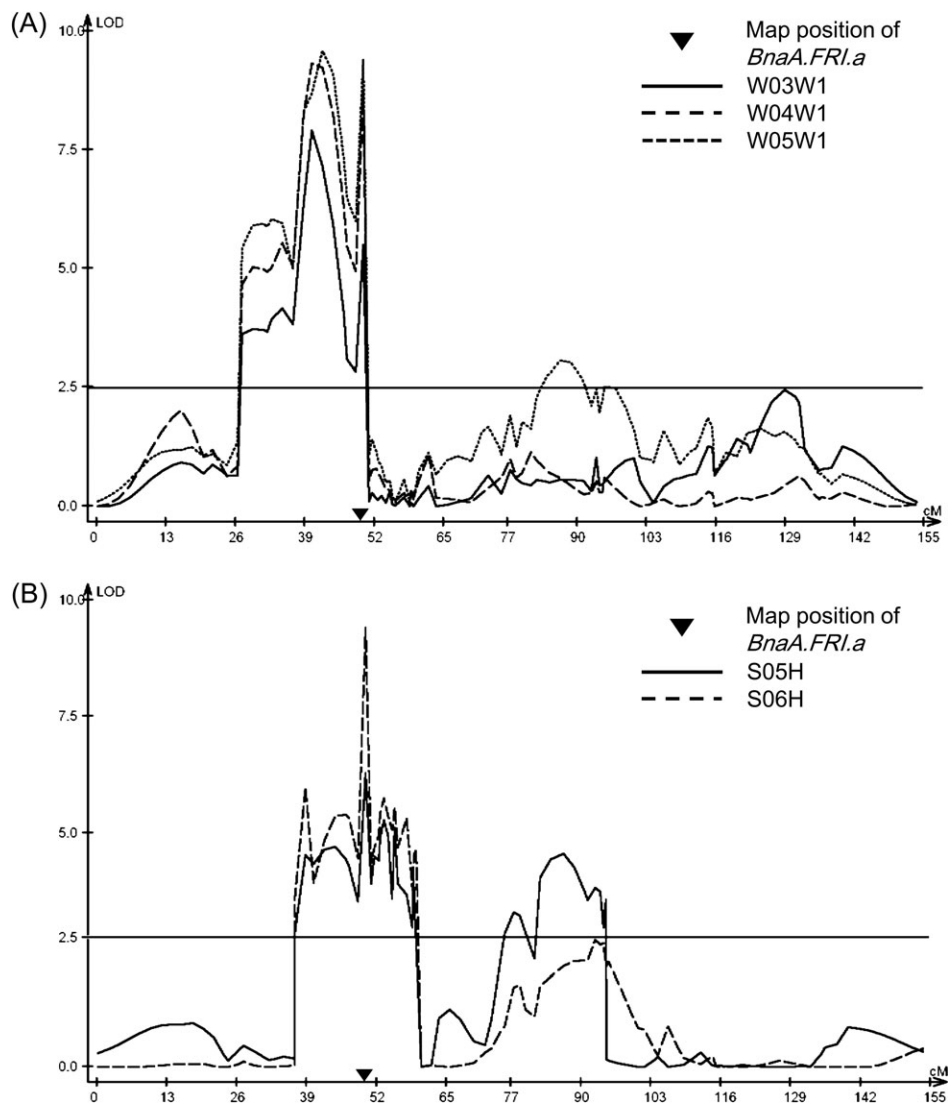 (A)
LOD
10.0
7.5
5.0
2.5
0.0
0 13 26 39 52 65 77 90 103 116 129 142 155
cM
Map position of
BnaA.FRI.a
W03W1
W04W1
W05W1
(B)
LOD
10.0
7.5
5.0
2.5
0.0
0 13 26 39 52 65 77 90 103 116 129 142 155
cM
Map position of
BnaA.FRI.a
S05H
S06H